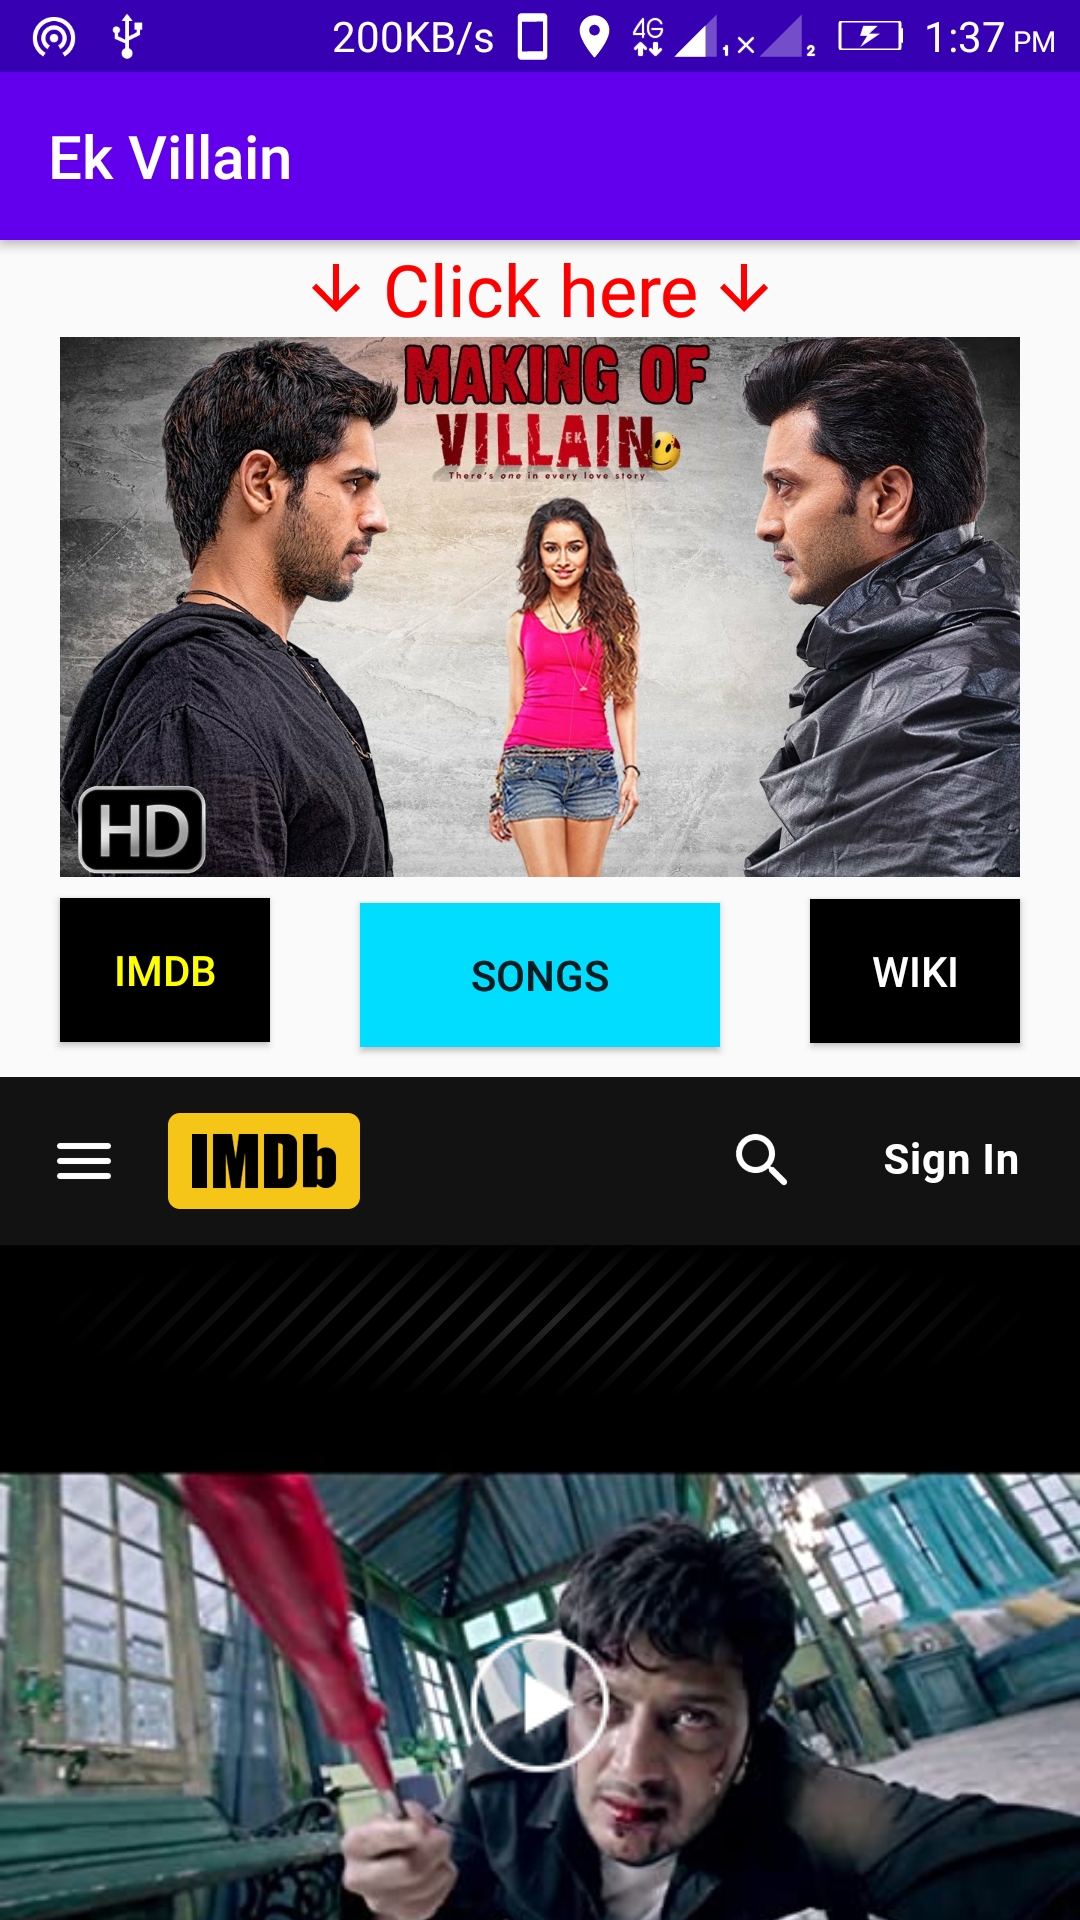 200KB/s 4G 1 2 1:37 PM
Ek Villain
↓ Click here ↓
MAKING OF
EK
VILLAIN
There's one in every love story
HD
IMDB SONGS WIKI
IMDb Sign In